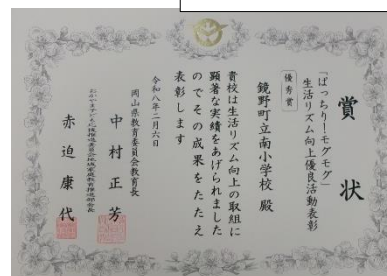 賞状
「ぱっちり!モグモグ」
生活リズム向上優良活動表彰
優秀賞
鏡野町立南小学校 殿
貴校は生活リズム向上の取組に
顕著な実績をあげられました
のでその成果をたたえ
表彰します
令和八年二月六日
岡山県教育委員会教育長
中村正芳
赤迫康代